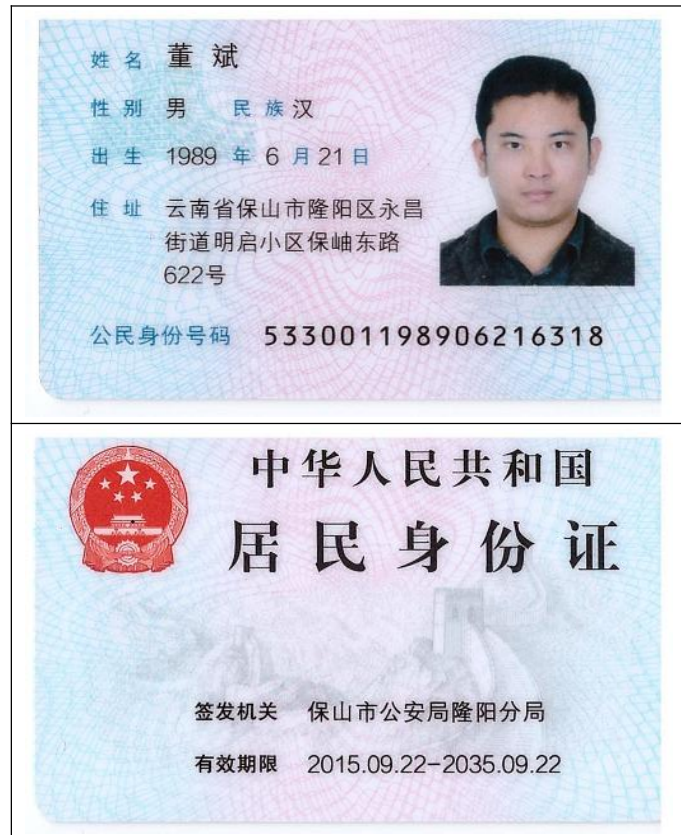 姓名 董斌
性别 男 民族 汉
出生 1989 年 6 月 21 日
住址 云南省保山市隆阳区永昌
街道明启小区保岫东路
622号
公民身份号码 533001198906216318
中华人民共和国
居民身份证
签发机关 保山市公安局隆阳分局
有效期限 2015.09.22-2035.09.22